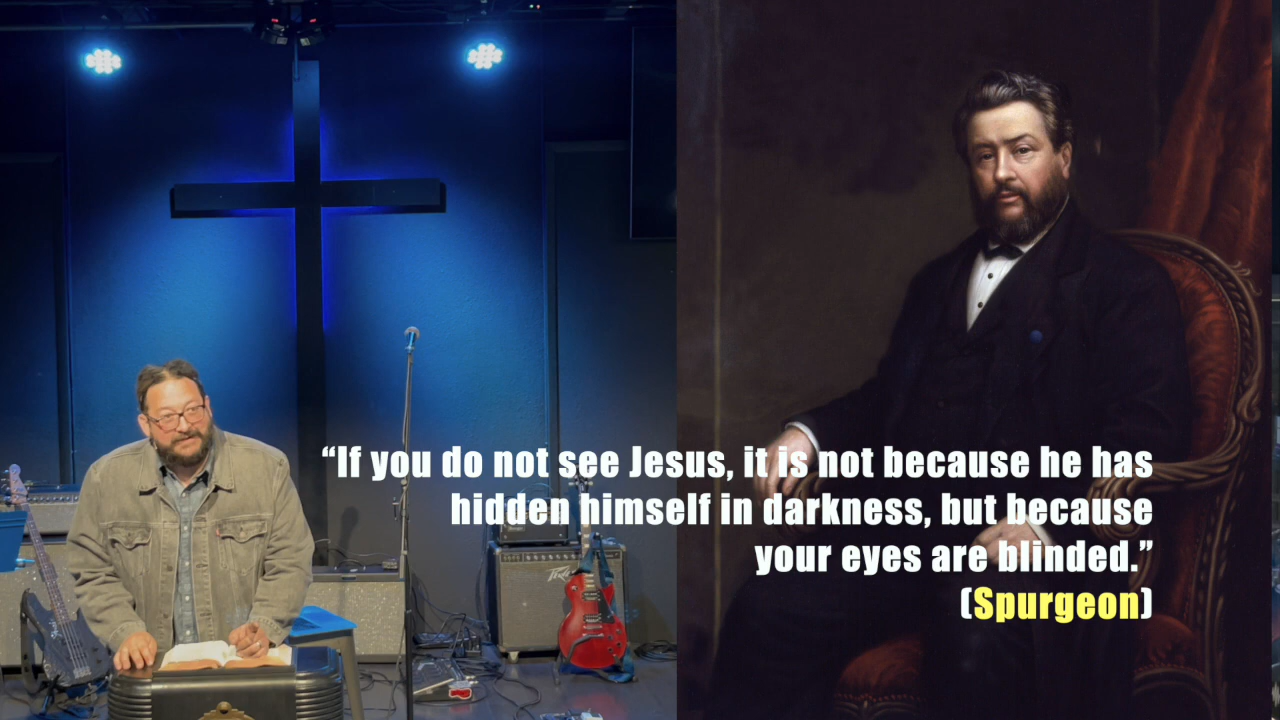 “If you do not see Jesus, it is not because he has
hidden himself in darkness, but because
your eyes are blinded.”
(Spurgeon)